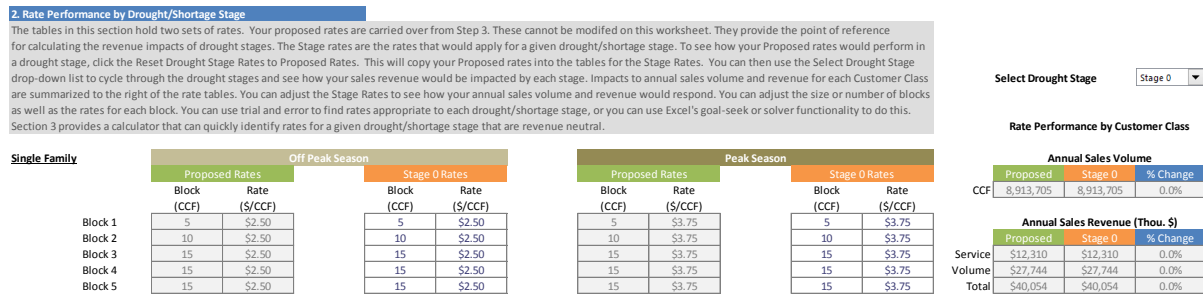 2. Rate Performance by Drought/Shortage Stage
The tables in this section hold two sets of rates. Your proposed rates are carried over from Step 3. These cannot be modifed on this worksheet. They provide the point of reference
for calculating the revenue impacts of drought stages. The Stage rates are the rates that would apply for a given drought/shortage stage. To see how your Proposed rates would perform in
a drought stage, click the Reset Drought Stage Rates to Proposed Rates. This will copy your Proposed rates into the tables for the Stage Rates. You can then use the Select Drought Stage
drop-down list to cycle through the drought stages and see how your sales revenue would be impacted by each stage. Impacts to annual sales volume and revenue for each Customer Class
are summarized to the right of the rate tables. You can adjust the Stage Rates to see how your annual sales volume and revenue would respond. You can adjust the size or number of blocks
as well as the rates for each block. You can use trial and error to find rates appropriate to each drought/shortage stage, or you can use Excel's goal-seek or solver functionality to do this.
Section 3 provides a calculator that can quickly identify rates for a given drought/shortage stage that are revenue neutral.
Select Drought Stage Stage 0
Rate Performance by Customer Class
Single Family Off Peak Season Peak Season Annual Sales Volume
Proposed Rates Stage 0 Rates Proposed Rates Stage 0 Rates Proposed Stage 0 % Change
Block Rate Block Rate Block Rate Block Rate CCF 8,913,705 8,913,705 0.0%
(CCF) ($/CCF) (CCF) ($/CCF) (CCF) ($/CCF) (CCF) ($/CCF)
Block 1 5 $2.50 5 $2.50 5 $3.75 5 $3.75 Annual Sales Revenue (Thou. $)
Block 2 10 $2.50 10 $2.50 10 $3.75 10 $3.75 Proposed Stage 0 % Change
Block 3 15 $2.50 15 $2.50 15 $3.75 15 $3.75 Service $12,310 $12,310 0.0%
Block 4 15 $2.50 15 $2.50 15 $3.75 15 $3.75 Volume $27,744 $27,744 0.0%
Block 5 15 $2.50 15 $2.50 15 $3.75 15 $3.75 Total $40,054 $40,054 0.0%